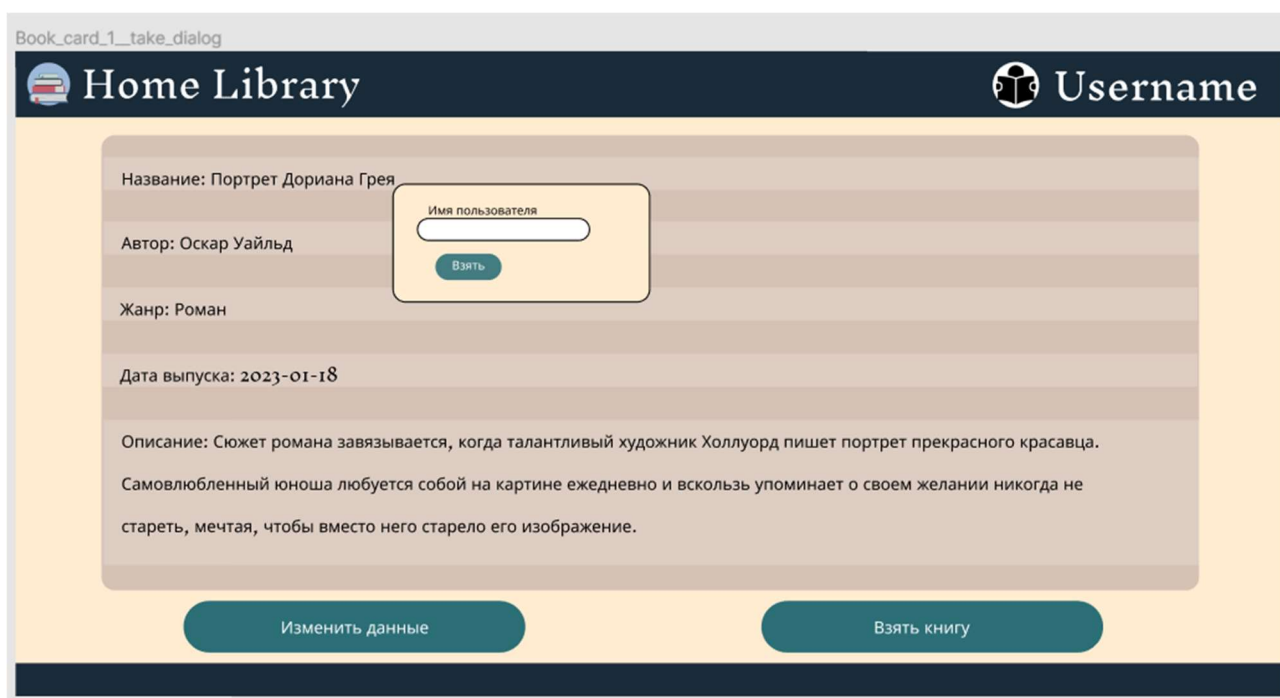 Book_card_1__take_dialog
Home Library
Username
Название: Портрет Дориана Грея
Имя пользователя
Взять
Автор: Оскар Уайльд
Жанр: Роман
Дата выпуска: 2023-01-18
Описание: Сюжет романа завязывается, когда талантливый художник Холлуорд пишет портрет прекрасного красавца.
Самовлюбленный юноша любуется собой на картине ежедневно и вскользь упоминает о своем желании никогда не
стареть, мечтая, чтобы вместо него старело его изображение.
Изменить данные
Взять книгу